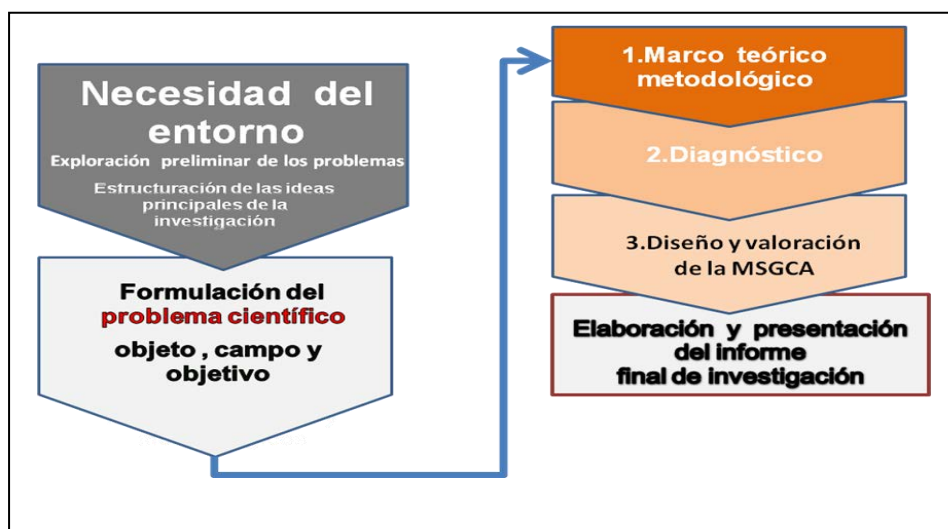 Necesidad del
entorno
Exploración preliminar de los problemas
Estructuración de las ideas
principales de la
investigación
Formulación del
problema científico
objeto , campo y
objetivo
1.Marco teórico
metodológico
2.Diagnóstico
3.Diseño y valoración
de la MSGCA
Elaboración y presentación
del informe
final de investigación